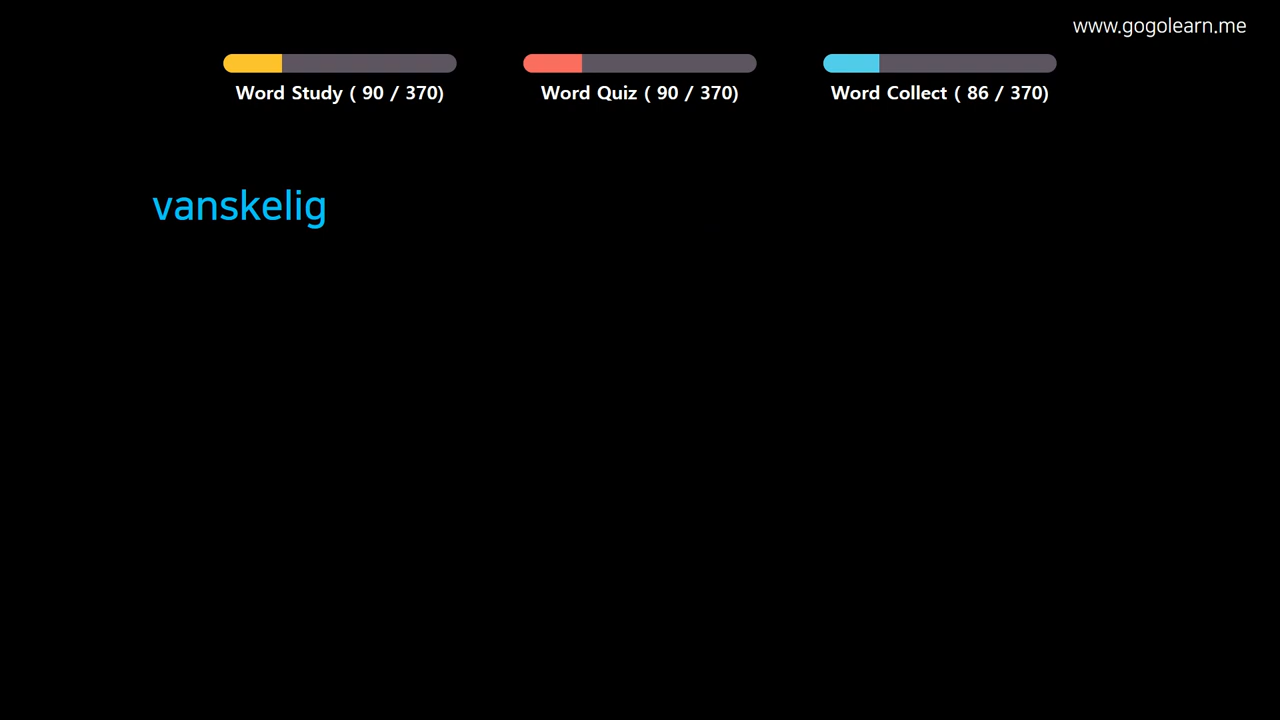 www.gogolearn.me
Word Study ( 90 / 370)
Word Quiz ( 90 / 370)
Word Collect ( 86 / 370)
vanskelig